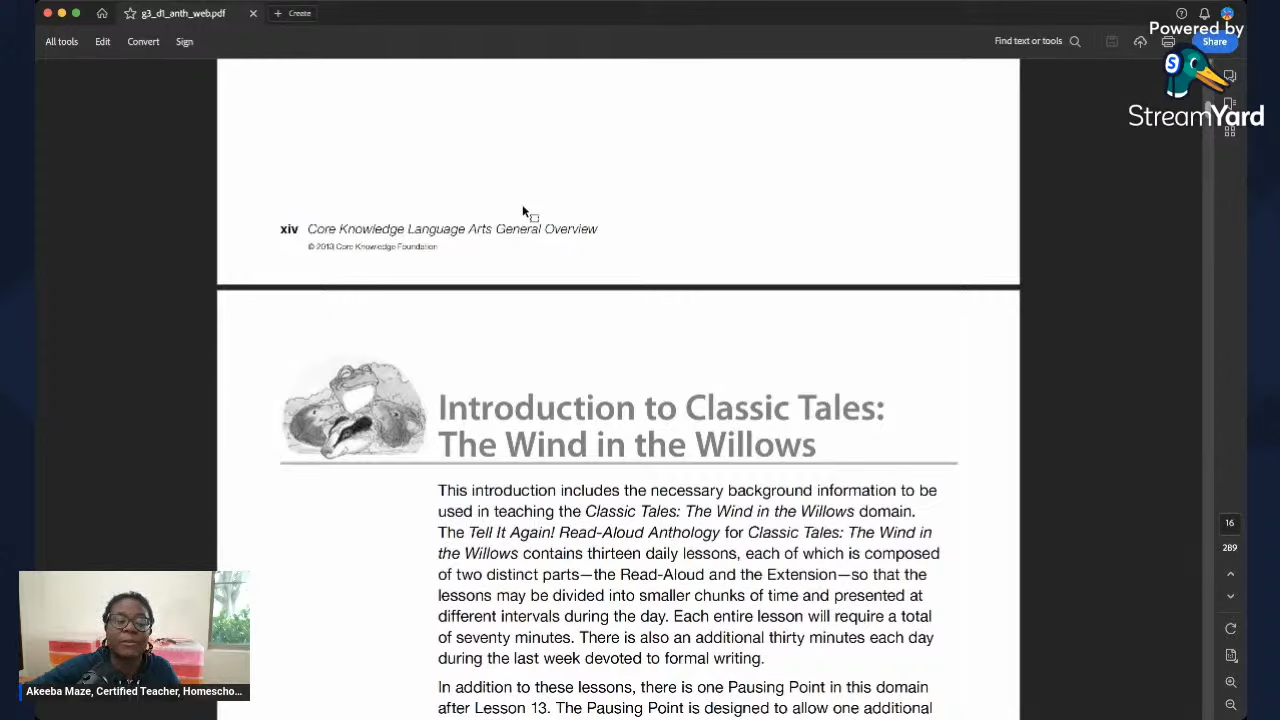 g3_d1_anth_web.pdf
Create
All tools
Edit
Convert
Sign
Find text or tools
Share
Powered by
S
StreamYard
xiv Core Knowledge Language Arts General Overview
© 2013 Core Knowledge Foundation
Introduction to Classic Tales:
The Wind in the Willows
This introduction includes the necessary background information to be
used in teaching the Classic Tales: The Wind in the Willows domain.
The Tell It Again! Read-Aloud Anthology for Classic Tales: The Wind in
the Willows contains thirteen daily lessons, each of which is composed
of two distinct parts—the Read-Aloud and the Extension—so that the
lessons may be divided into smaller chunks of time and presented at
different intervals during the day. Each entire lesson will require a total
of seventy minutes. There is also an additional thirty minutes each day
during the last week devoted to formal writing.
In addition to these lessons, there is one Pausing Point in this domain
after Lesson 13. The Pausing Point is designed to allow one additional
16
289
Akeeba Maze, Certified Teacher, Homescho...